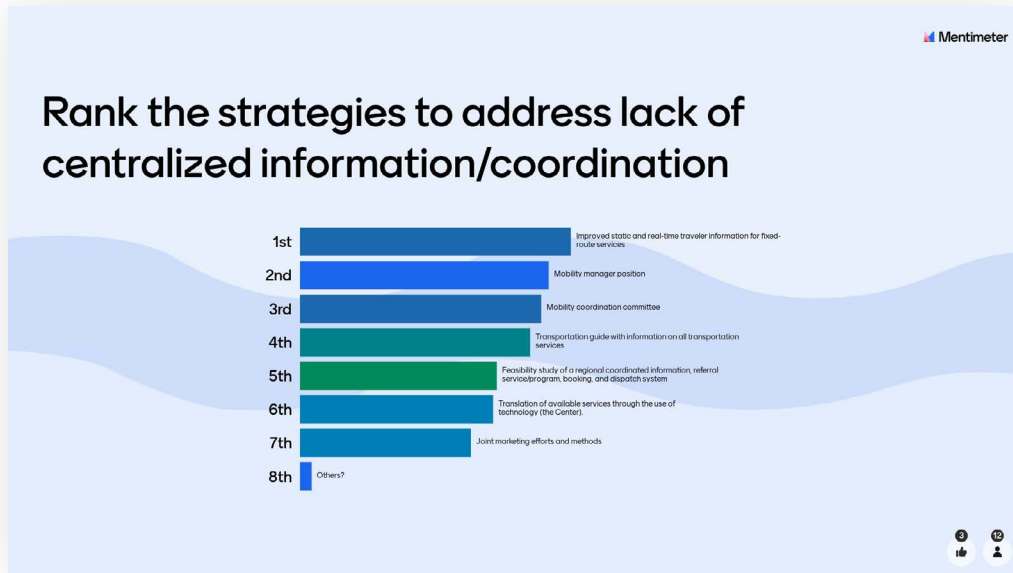 Mentimeter
Rank the strategies to address lack of
centralized information/coordination
1st
Improved static and real-time traveler information for fixed-
route services
2nd
Mobility manager position
3rd
Mobility coordination committee
4th
Transportation guide with information on all transportation
services
5th
Feasibility study of a regional coordinated information, referral
service/program, booking, and dispatch system
6th
Translation of available services through the use of
technology (the Center).
7th
Joint marketing efforts and methods
8th
Others?
3
12